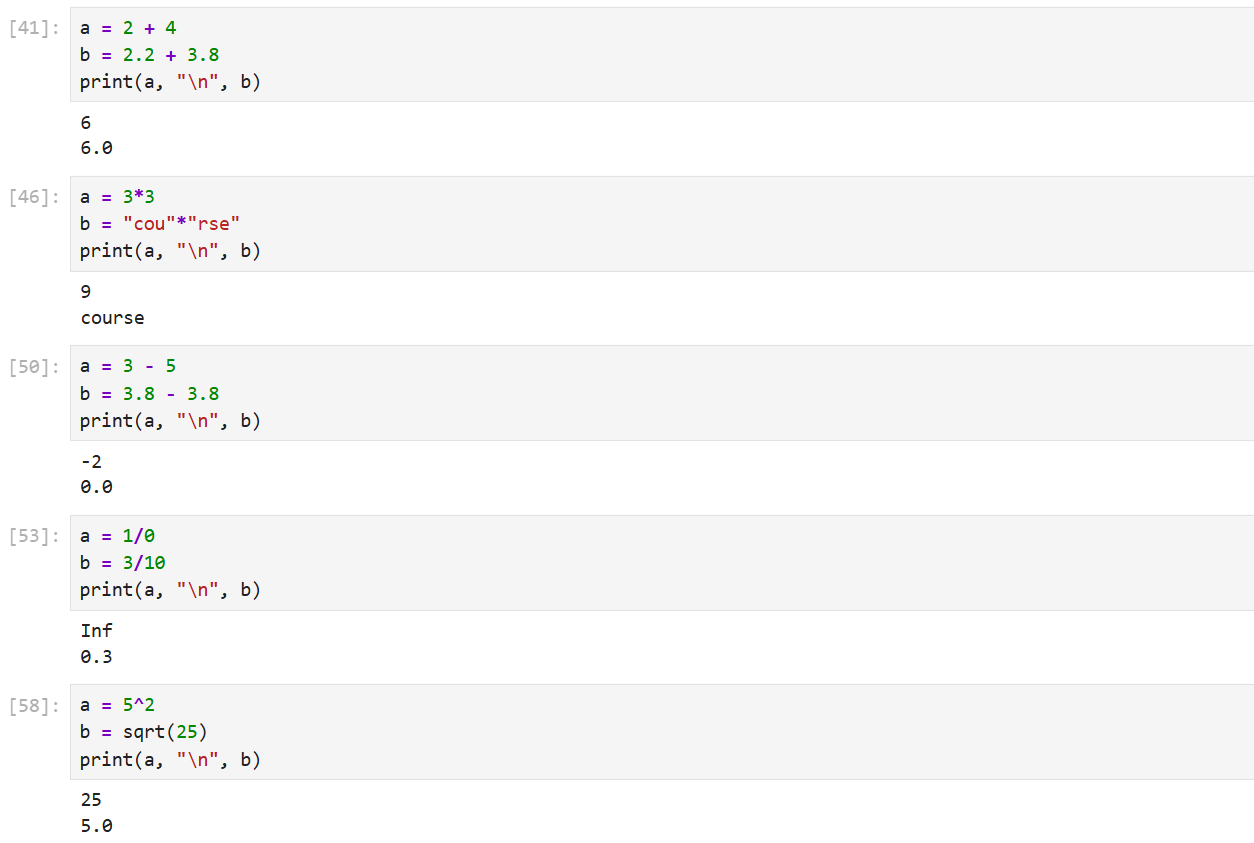 [41]: a = 2 + 4
b = 2.2 + 3.8
print(a, "\n", b)
6
6.0
[46]: a = 3*3
b = "cou"*"rse"
print(a, "\n", b)
9
course
[50]: a = 3 - 5
b = 3.8 - 3.8
print(a, "\n", b)
-2
0.0
[53]: a = 1/0
b = 3/10
print(a, "\n", b)
Inf
0.3
[58]: a = 5^2
b = sqrt(25)
print(a, "\n", b)
25
5.0